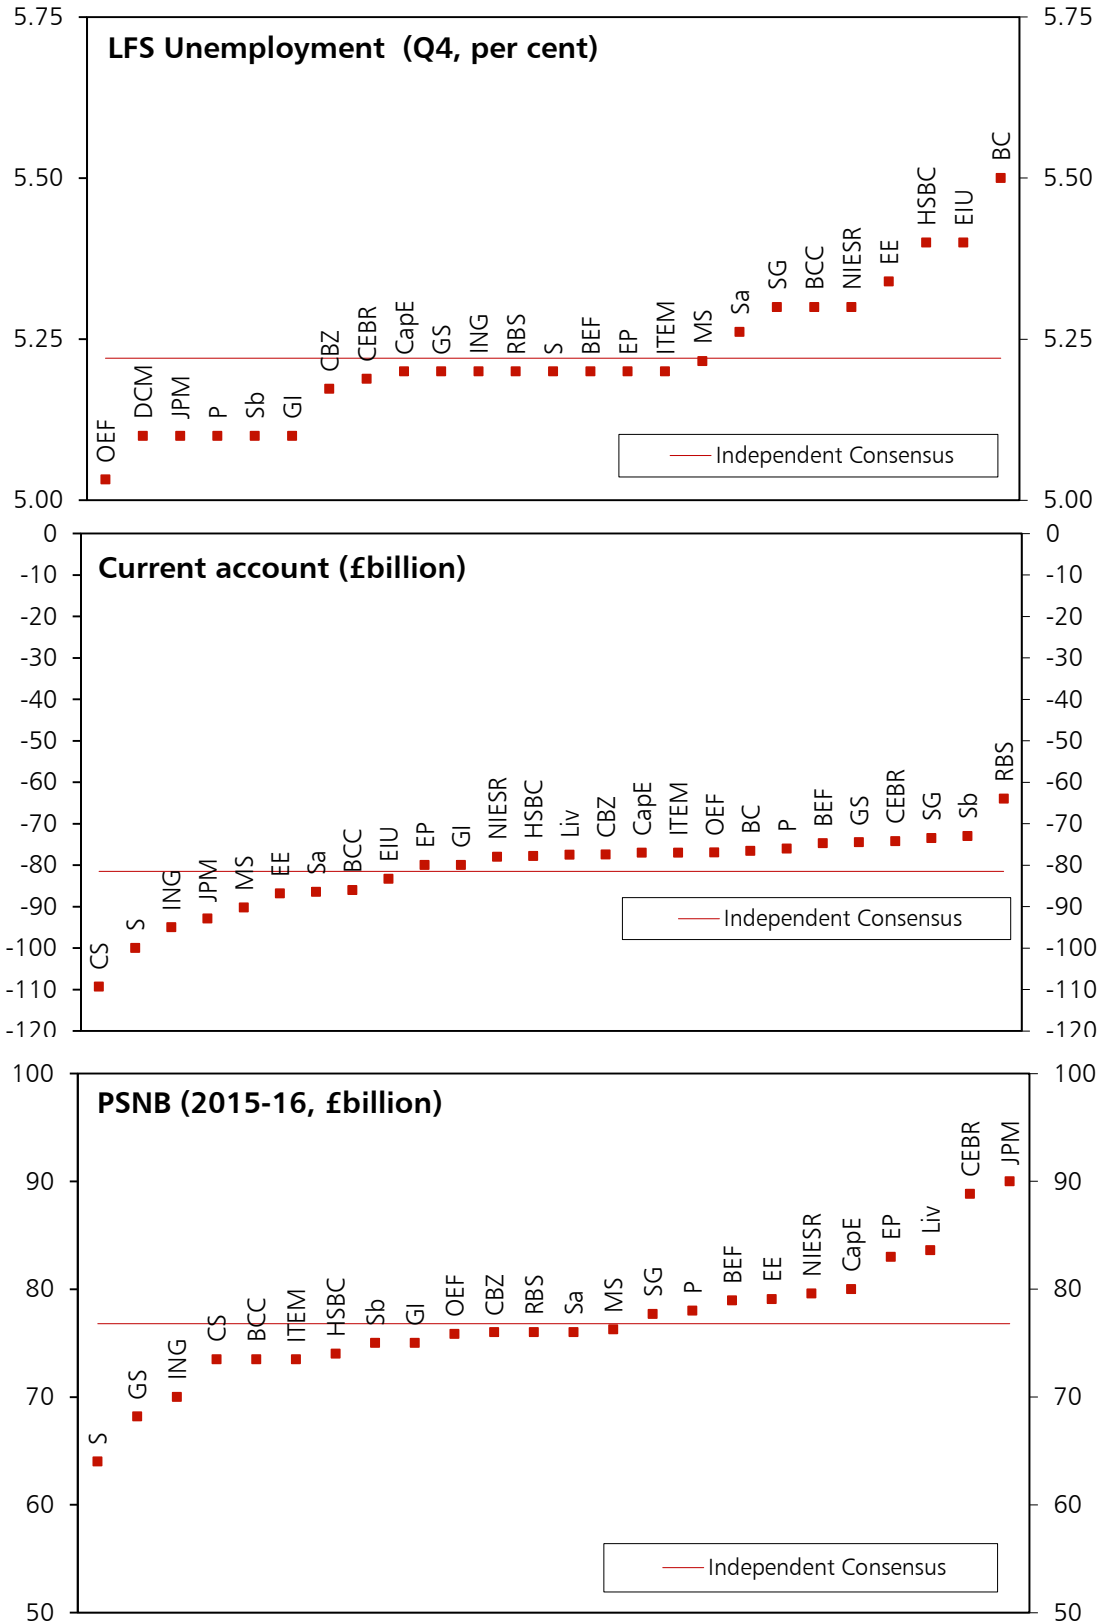 LFS Unemployment (Q4, per cent)
5.75 5.75
5.50 5.50
5.25 5.25
5.00 5.00
OEF DCM JPM P Sb GI CBZ CEBR CapE GS ING RBS S BEF EP ITEM MS Sa SG BCC NIESR EE HSBC EIU BC
Independent Consensus
Current account (£billion)
0 0
-10 -10
-20 -20
-30 -30
-40 -40
-50 -50
-60 -60
-70 -70
-80 -80
-90 -90
-100 -100
-110 -110
-120 -120
CS S ING JPM MS EE Sa BCC EIU EP GI NIESR HSBC Liv CBZ CapE ITEM OEF BC P BEF GS CEBR SG Sb RBS
Independent Consensus
PSNB (2015-16, £billion)
100 100
90 90
80 80
70 70
60 60
50 50
S GS ING CS BCC ITEM HSBC Sb GI OEF CBZ RBS Sa MS SG P BEF EE NIESR CapE EP Liv CEBR JPM
Independent Consensus